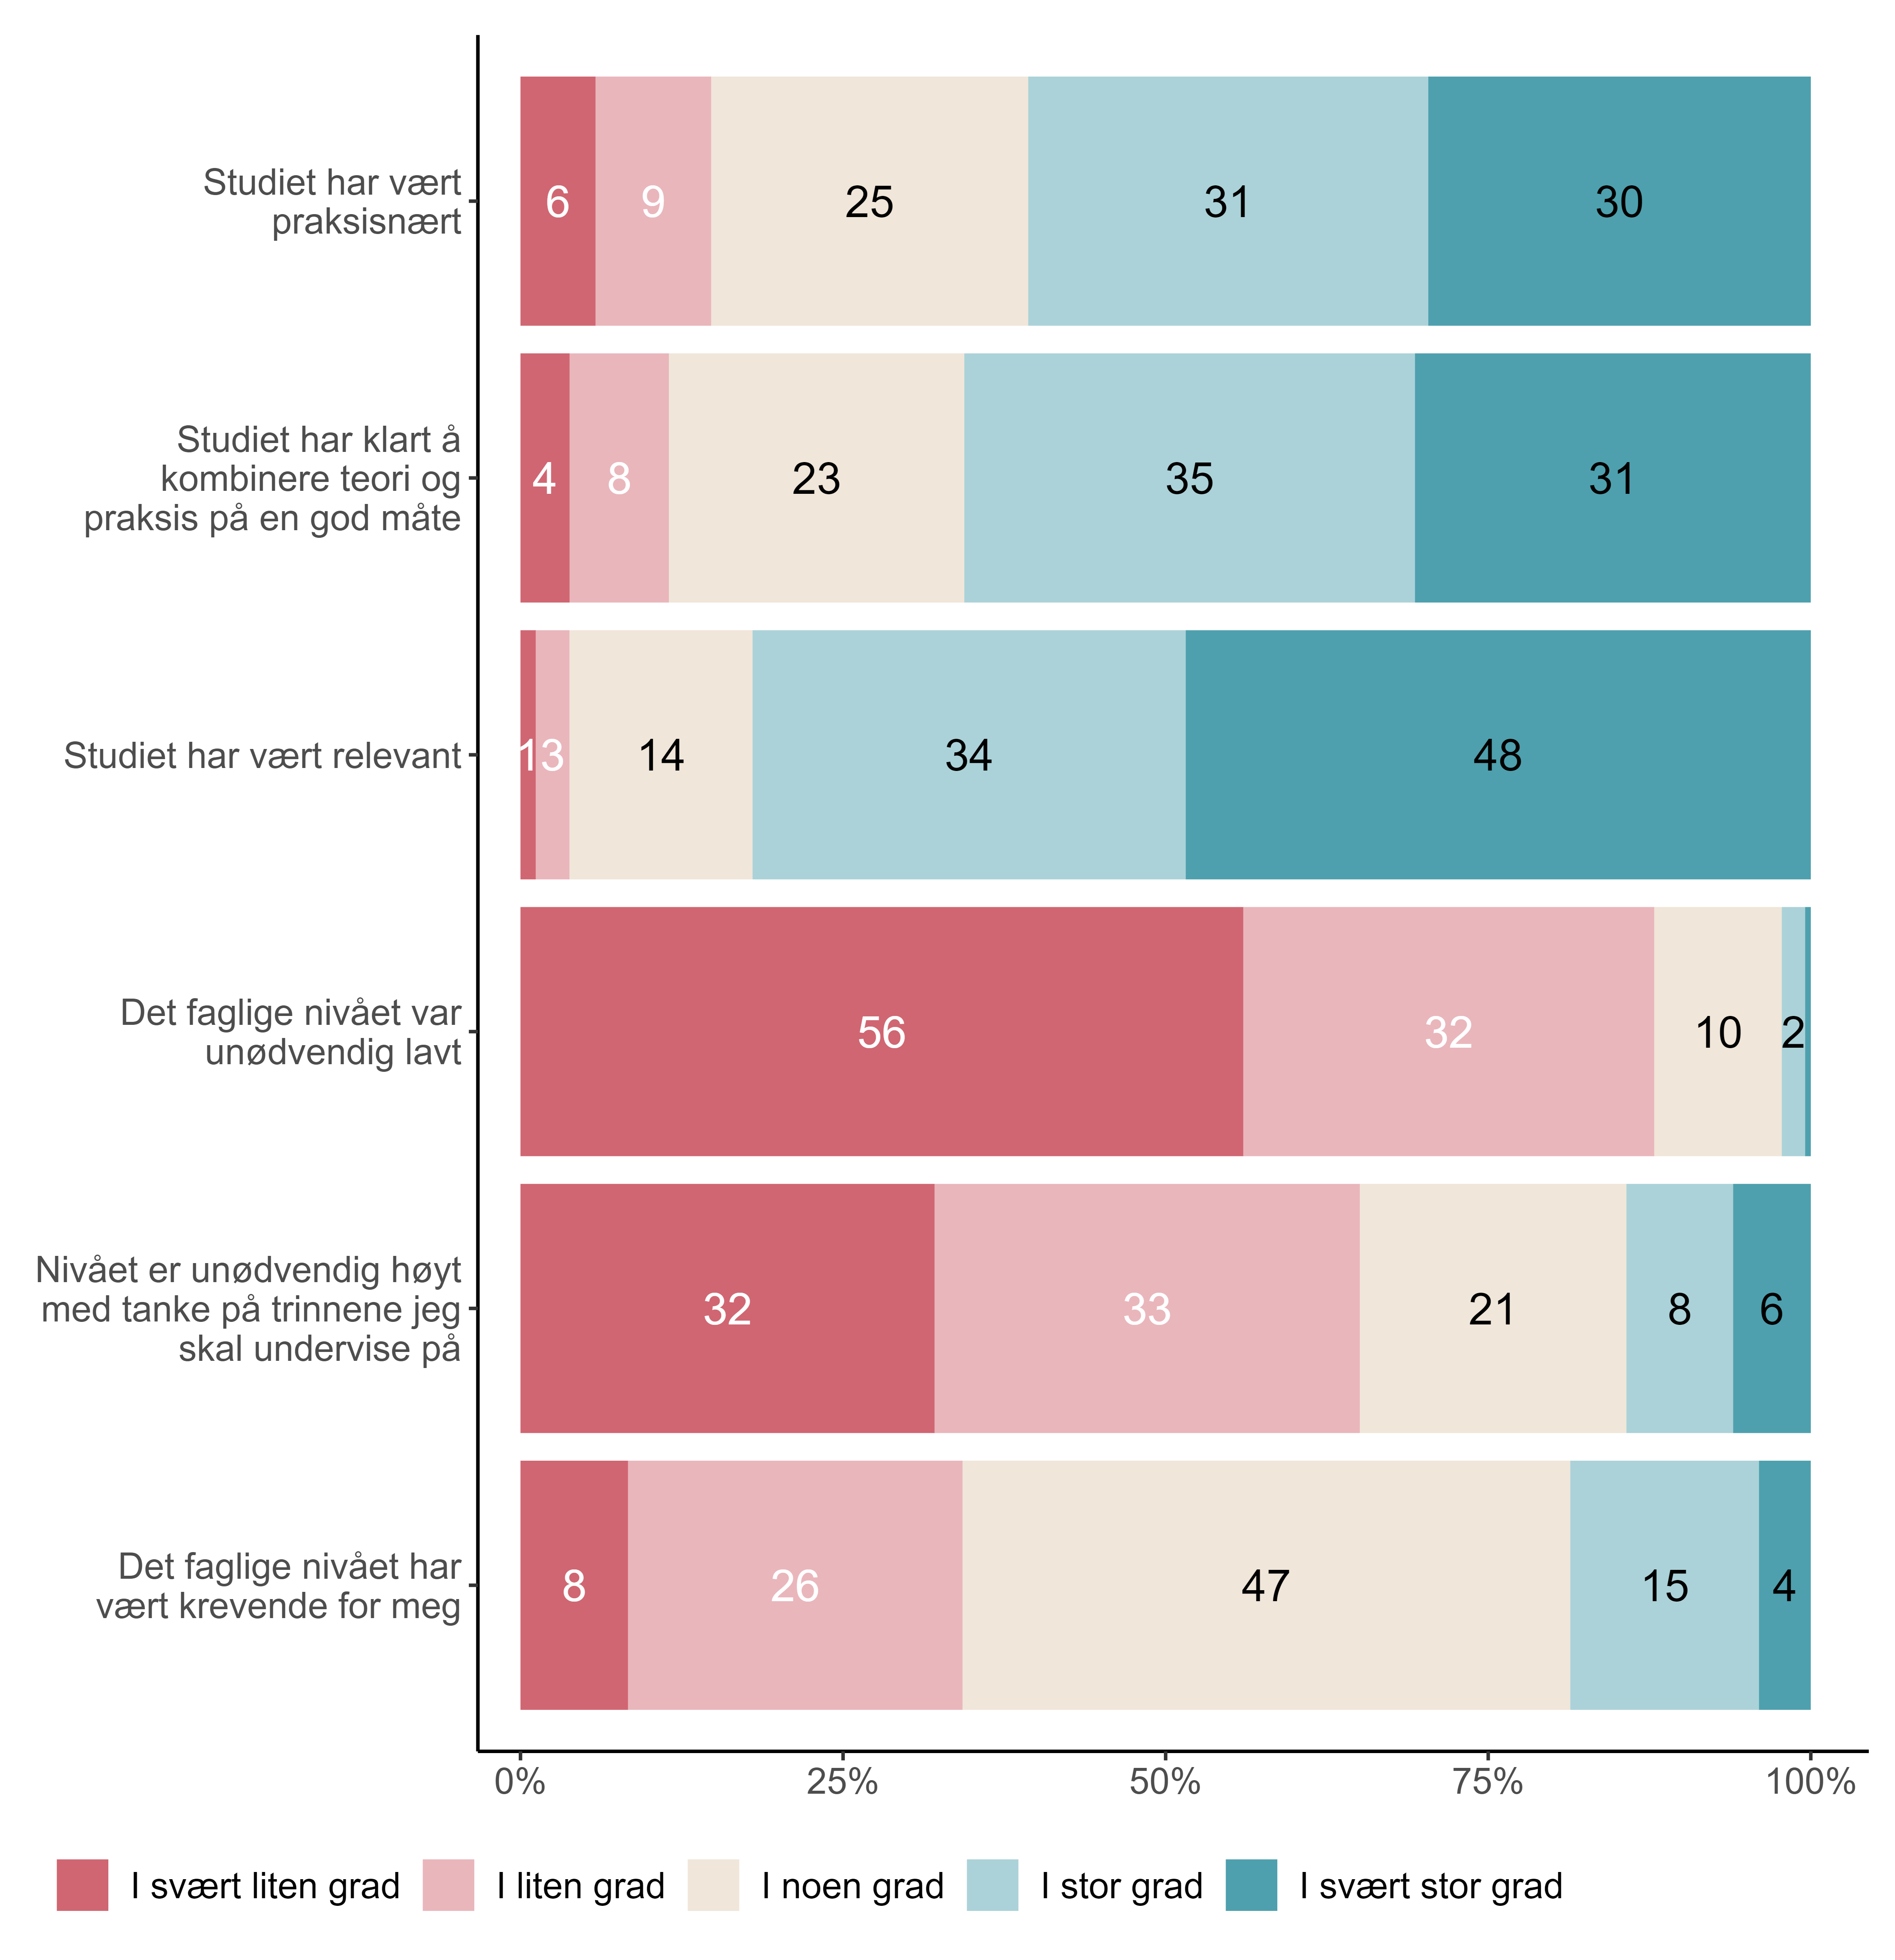 Studiet har vært
praksisnært
6 9 25 31 30
Studiet har klart å
kombinere teori og
praksis på en god måte
4 8 23 35 31
Studiet har vært relevant
1 3 14 34 48
Det faglige nivået var
unødvendig lavt
56 32 10 2
Nivået er unødvendig høyt
med tanke på trinnene jeg
skal undervise på
32 33 21 8 6
Det faglige nivået har
vært krevende for meg
8 26 47 15 4
0% 25% 50% 75% 100%
I svært liten grad I liten grad I noen grad I stor grad I svært stor grad